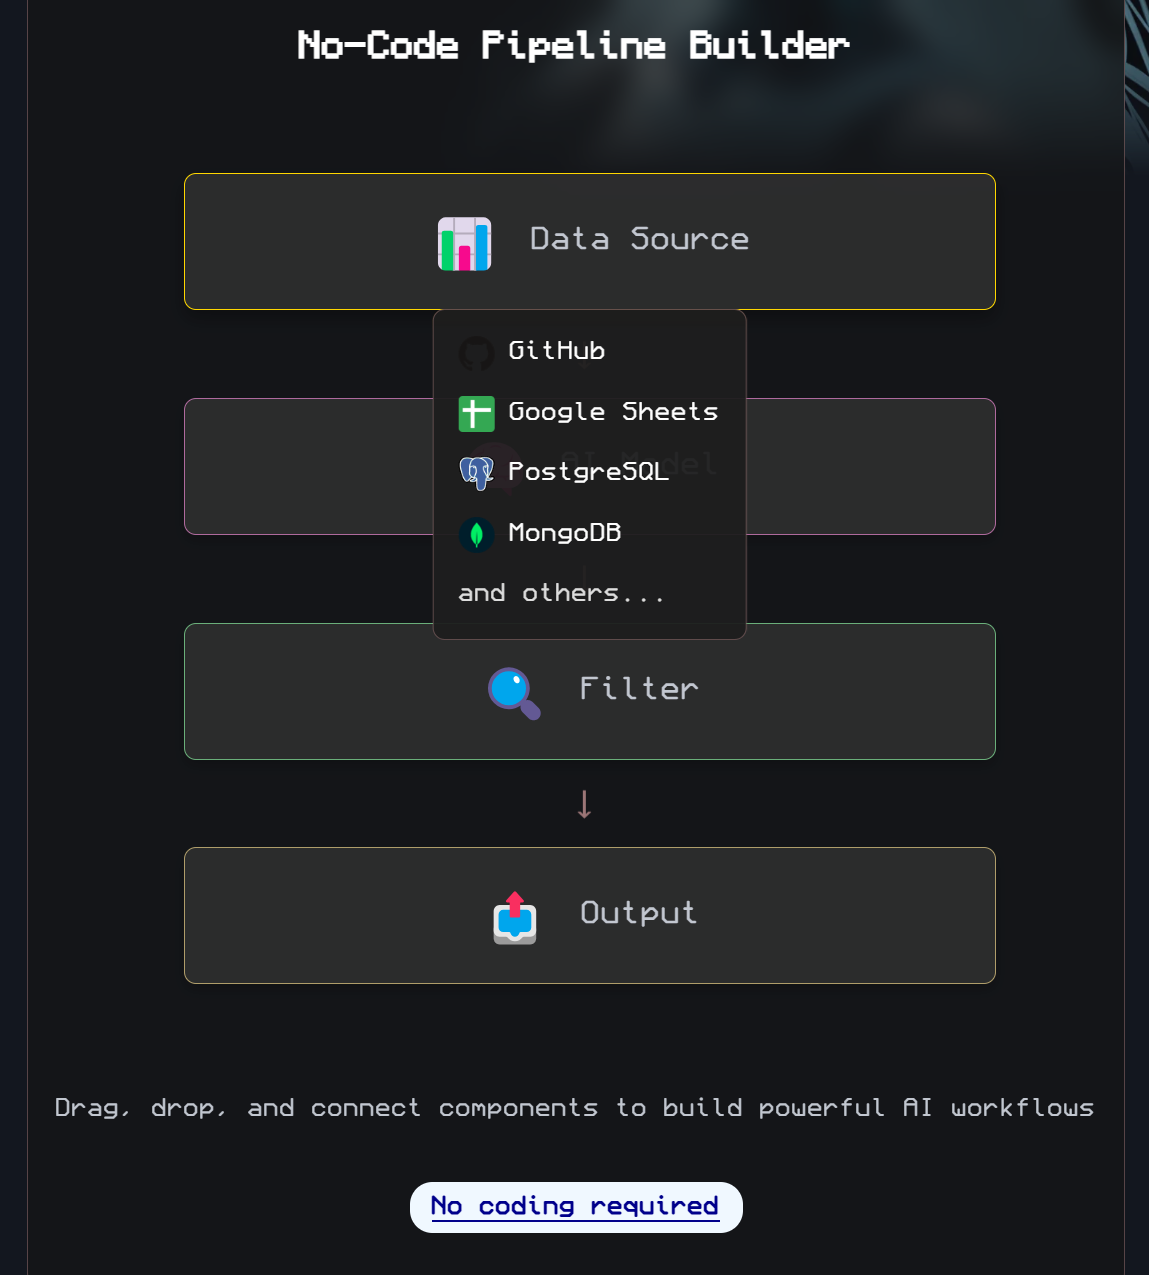 No-Code Pipeline Builder
Data Source
GitHub
Google Sheets
AI Model
PostgreSQL
MongoDB
and others...
Filter
↓
Output
Drag, drop, and connect components to build powerful AI workflows
No coding required